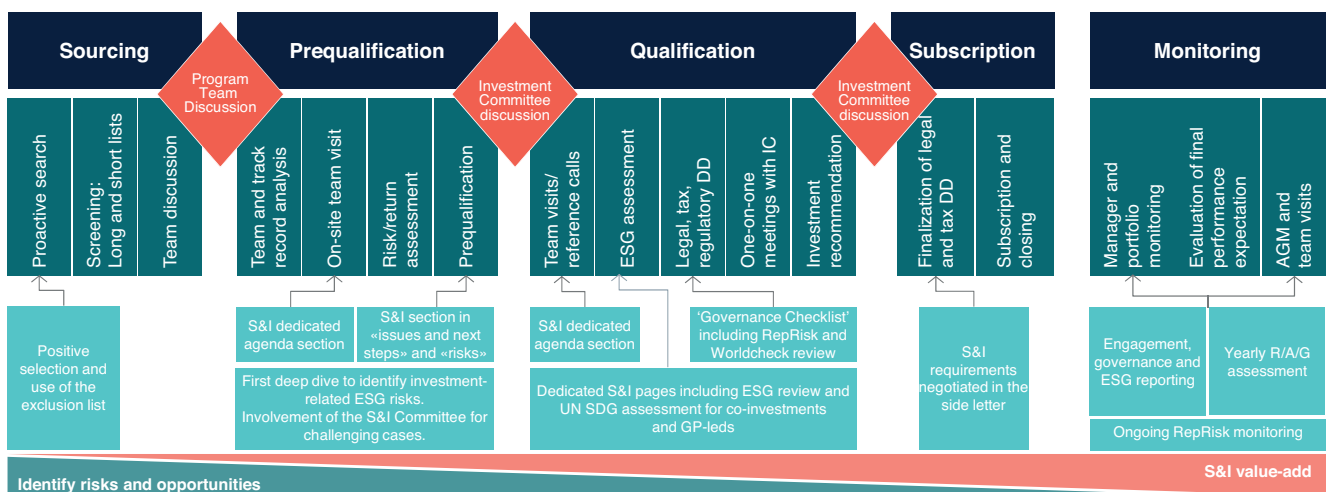 Sourcing
Prequalification
Qualification
Subscription
Monitoring
Program
Team
Discussion
Investment
Committee
discussion
Investment
Committee
discussion
Proactive search
Screening:
Long and short lists
Team discussion
Team and track
record analysis
On-site team visit
Risk/return
assessment
Prequalification
Team visits/
reference calls
ESG assessment
Legal, tax,
regulatory DD
One-on-one
meetings with IC
Investment
recommendation
Finalization of legal
and tax DD
Subscription and
closing
Manager and
portfolio
monitoring
Evaluation of final
performance
expectation
AGM and
team visits
Positive
selection and
use of the
exclusion list
S&I dedicated
agenda section
S&I section in
«issues and next
steps» and «risks»
First deep dive to identify investment-
related ESG risks.
Involvement of the S&I Committee for
challenging cases.
S&I dedicated
agenda section
‘Governance Checklist’
including RepRisk and
Worldcheck review
Dedicated S&I pages including ESG review and
UN SDG assessment for co-investments
and GP-leds
S&I
requirements
negotiated in the
side letter
Engagement,
governance and
ESG reporting
Yearly R/A/G
assessment
Ongoing RepRisk monitoring
S&I value-add
Identify risks and opportunities